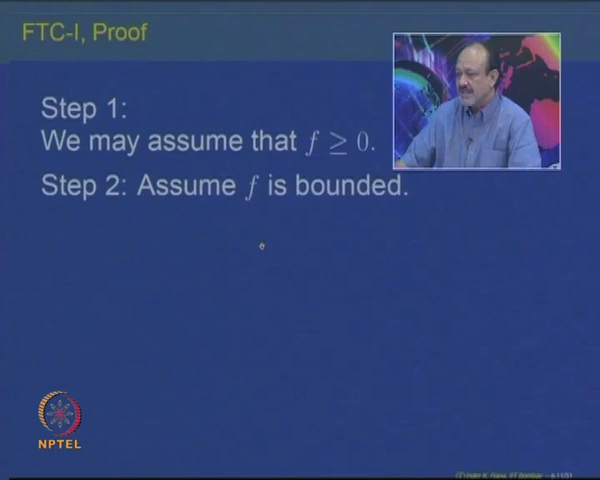 FTC-I, Proof
Step 1:
We may assume that f ≥ 0.
Step 2: Assume f is bounded.
NPTEL